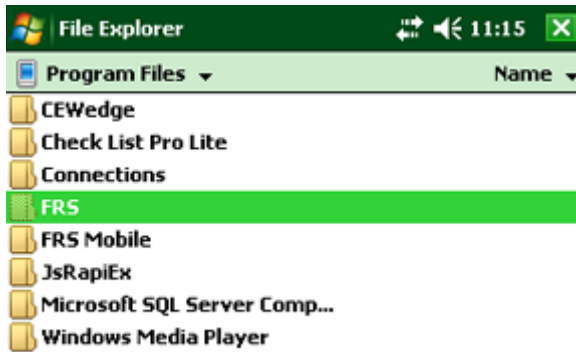 File Explorer 11:15
Program Files Name
CEWedge
Check List Pro Lite
Connections
FRS
FRS Mobile
JsRapiEx
Microsoft SQL Server Comp...
Windows Media Player